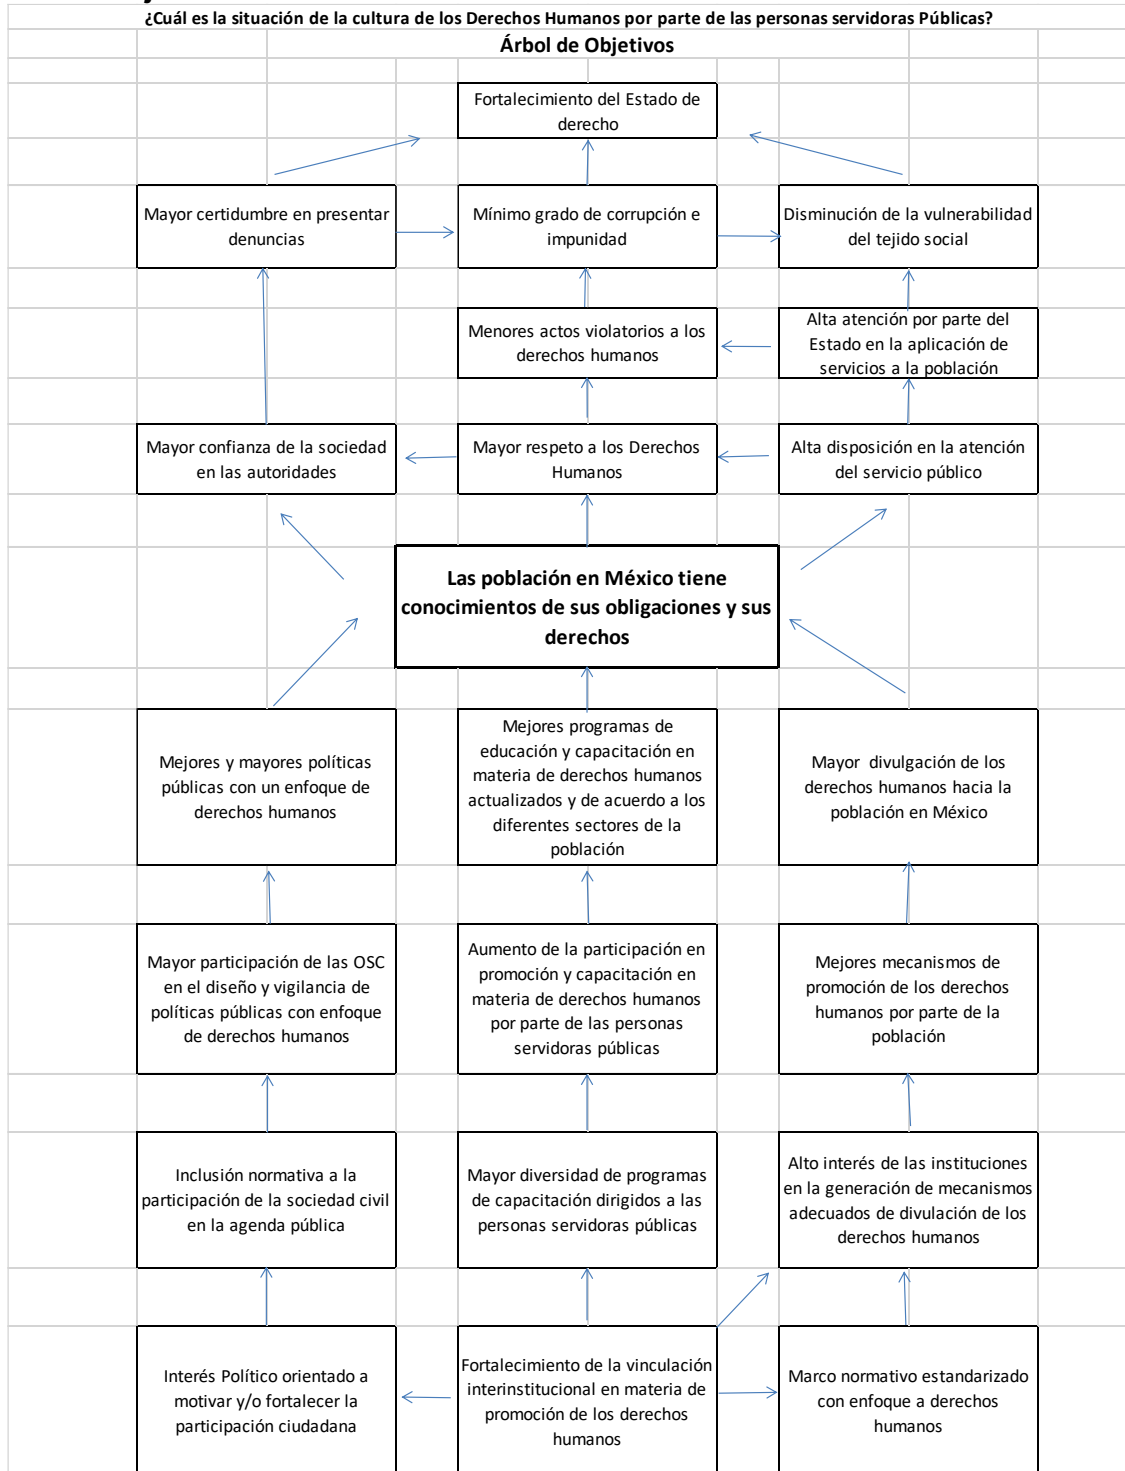 ¿Cuál es la situación de la cultura de los Derechos Humanos por parte de las personas servidoras Públicas?
Árbol de Objetivos
Fortalecimiento del Estado de
derecho
Mayor certidumbre en presentar
denuncias
Mínimo grado de corrupción e
impunidad
Disminución de la vulnerabilidad
del tejido social
Menores actos violatorios a los
derechos humanos
Alta atención por parte del
Estado en la aplicación de
servicios a la población
Mayor confianza de la sociedad
en las autoridades
Mayor respeto a los Derechos
Humanos
Alta disposición en la atención
del servicio público
Las población en México tiene
conocimientos de sus obligaciones y sus
derechos
Mejores y mayores políticas
públicas con un enfoque de
derechos humanos
Mejores programas de
educación y capacitación en
materia de derechos humanos
actualizados y de acuerdo a los
diferentes sectores de la
población
Mayor divulgación de los
derechos humanos hacia la
población en México
Mayor participación de las OSC
en el diseño y vigilancia de
políticas públicas con enfoque
de derechos humanos
Aumento de la participación en
promoción y capacitación en
materia de derechos humanos
por parte de las personas
servidoras públicas
Mejores mecanismos de
promoción de los derechos
humanos por parte de la
población
Inclusión normativa a la
participación de la sociedad civil
en la agenda pública
Mayor diversidad de programas
de capacitación dirigidos a las
personas servidoras públicas
Alto interés de las instituciones
en la generación de mecanismos
adecuados de divulación de los
derechos humanos
Interés Político orientado a
motivar y/o fortalecer la
participación ciudadana
Fortalecimiento de la vinculación
interinstitucional en materia de
promoción de los derechos
humanos
Marco normativo estandarizado
con enfoque a derechos
humanos